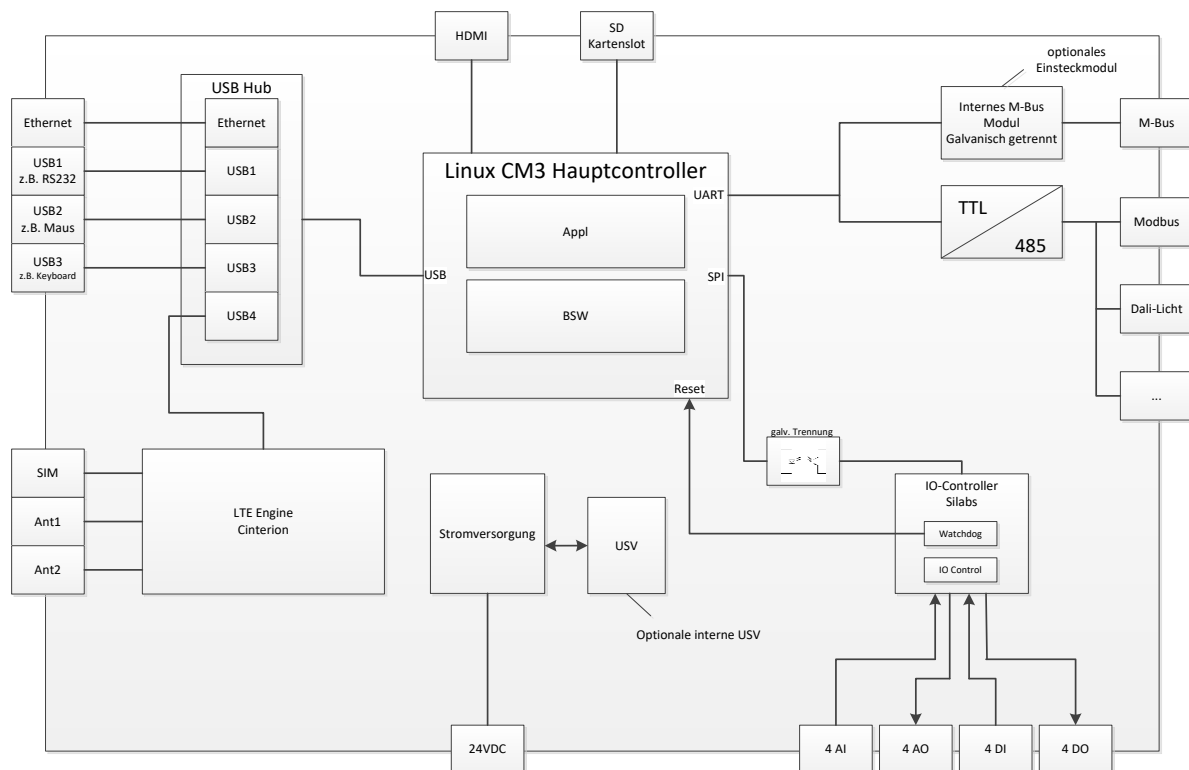 HDMI
SD
Kartenslot
optionales
Einsteckmodul
USB Hub
Ethernet
Ethernet
USB1
z.B. RS232
USB1
USB2
z.B. Maus
USB2
USB3
z.B. Keyboard
USB3
USB4
Linux CM3 Hauptcontroller
UART
Appl
USB
SPI
BSW
Reset
Internes M-Bus
Modul
Galvanisch getrennt
M-Bus
TTL
485
Modbus
Dali-Licht
...
galv. Trennung
SIM
Ant1
Ant2
LTE Engine
Cinterion
Stromversorgung
USV
Optionale interne USV
IO-Controller
Silabs
Watchdog
IO Control
24VDC
4 AI
4 AO
4 DI
4 DO